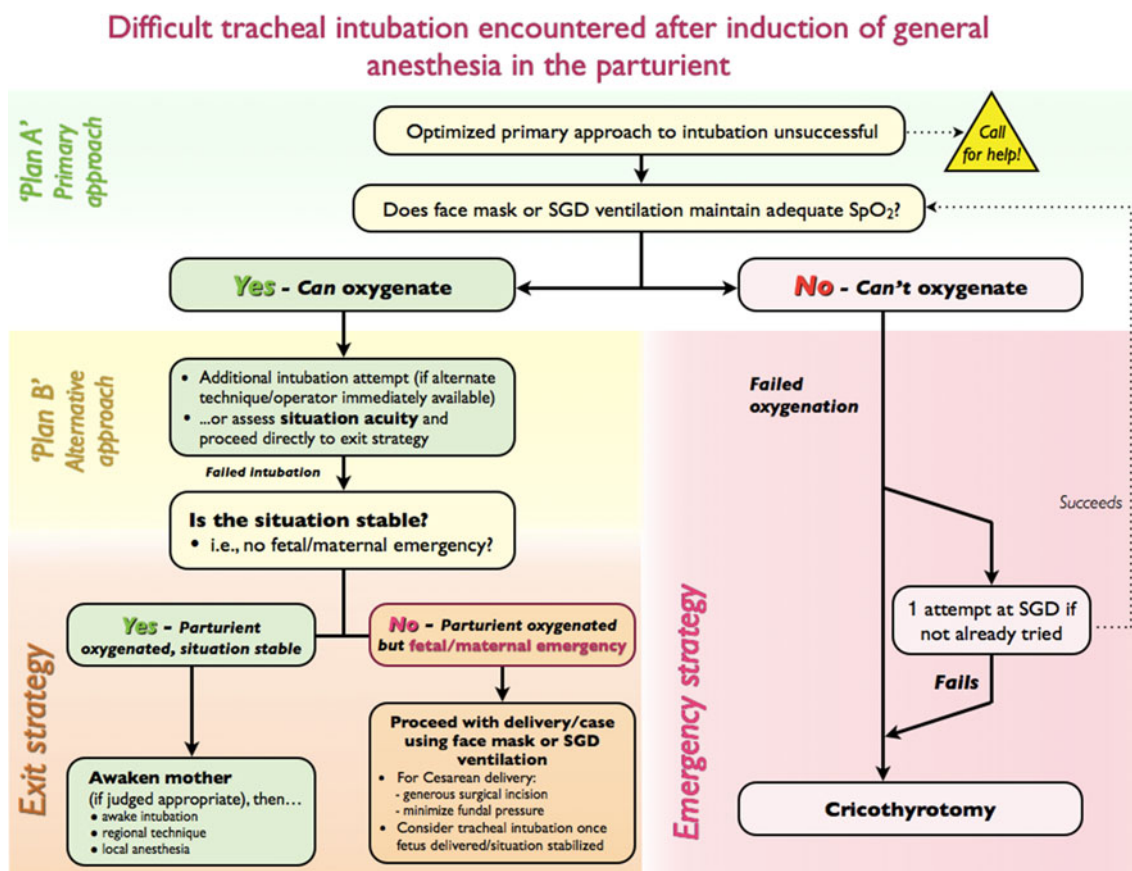 Difficult tracheal intubation encountered after induction of general
anesthesia in the parturient
'Plan A'
Primary
approach
Optimized primary approach to intubation unsuccessful
Call
for help!
Does face mask or SGD ventilation maintain adequate SpO₂?
Yes - Can oxygenate
No - Can't oxygenate
'Plan B'
Alternative
approach
• Additional intubation attempt (if alternate
technique/operator immediately available)
• ...or assess situation acuity and
proceed directly to exit strategy
Failed intubation
Is the situation stable?
• i.e., no fetal/maternal emergency?
Exit strategy
Yes - Parturient
oxygenated, situation stable
No - Parturient oxygenated
but fetal/maternal emergency
Awaken mother
(if judged appropriate), then...
• awake intubation
• regional technique
• local anesthesia
Proceed with delivery/case
using face mask or SGD
ventilation
• For Cesarean delivery:
- generous surgical incision
- minimize fundal pressure
• Consider tracheal intubation once
fetus delivered/situation stabilized
Emergency strategy
Failed
oxygenation
Succeeds
1 attempt at SGD if
not already tried
Fails
Cricothyrotomy